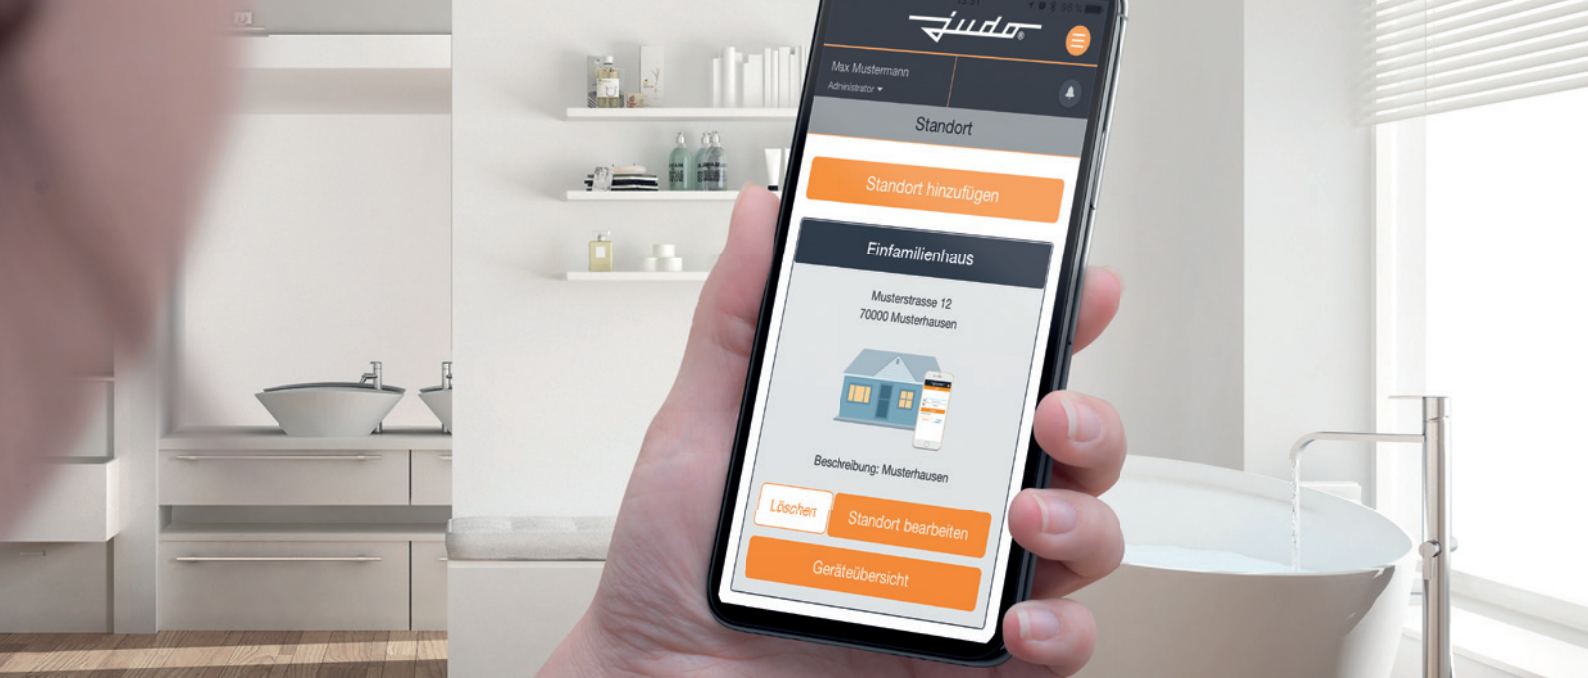 judo®
Max Mustermann
Administrator
Standort
Standort hinzufügen
Einfamilienhaus
Musterstrasse 12
70000 Musterhausen
Beschreibung: Musterhausen
Löschen
Standort bearbeiten
Geräteübersicht